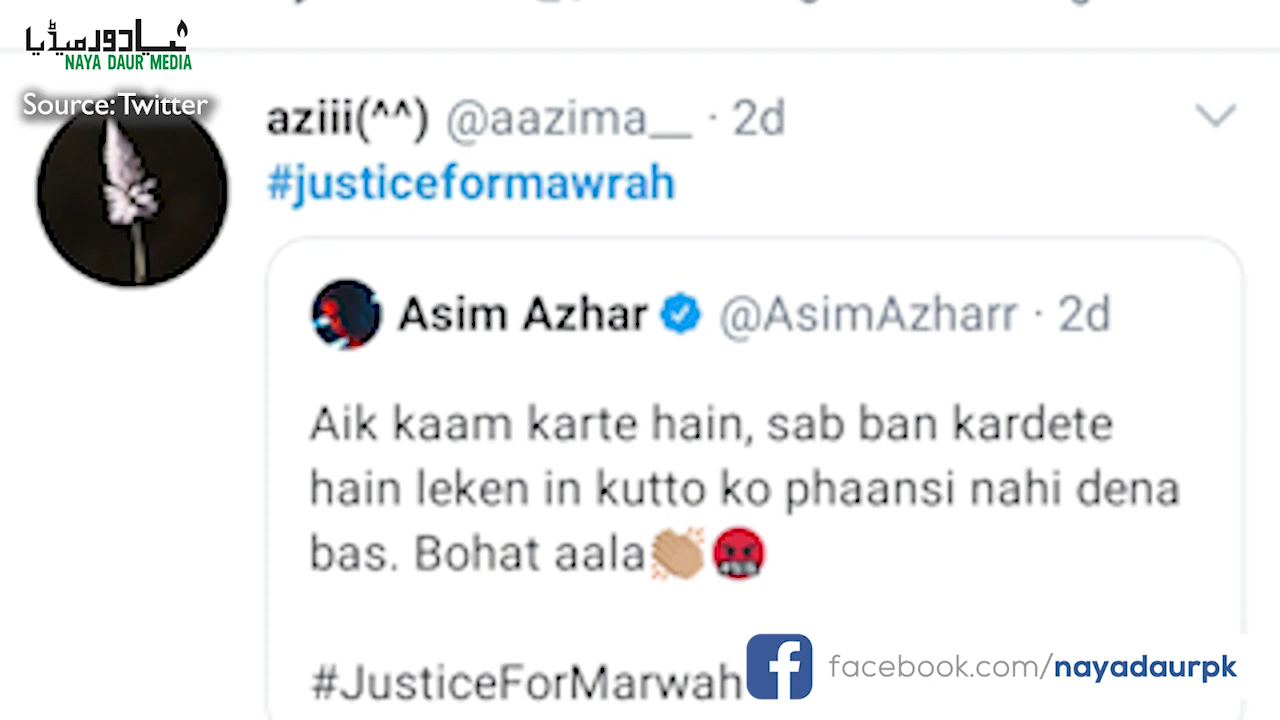 نیا دور میڈیا
NAYA DAUR MEDIA
Source: Twitter
aziii(^^) @aazima__ · 2d
#justiceformawrah
Asim Azhar @AsimAzharr · 2d
Aik kaam karte hain, sab ban kardete
hain leken in kutto ko phaansi nahi dena
bas. Bohat aala👏🏼🤬
#JusticeForMarwah
facebook.com/nayadaurpk